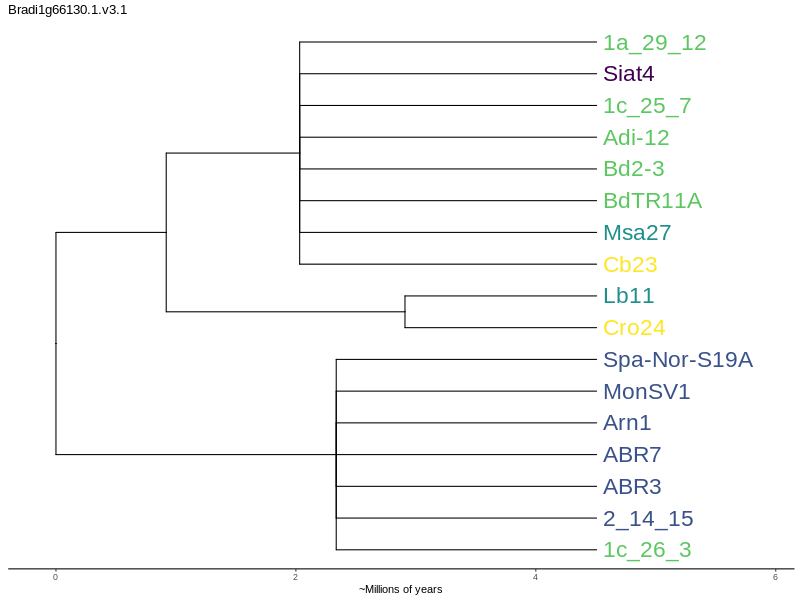 Bradi1g66130.1.v3.1
1a_29_12
Siat4
1c_25_7
Adi-12
Bd2-3
BdTR11A
Msa27
Cb23
Lb11
Cro24
Spa-Nor-S19A
MonSV1
Arn1
ABR7
ABR3
2_14_15
1c_26_3
0 2 4 6
~Millions of years